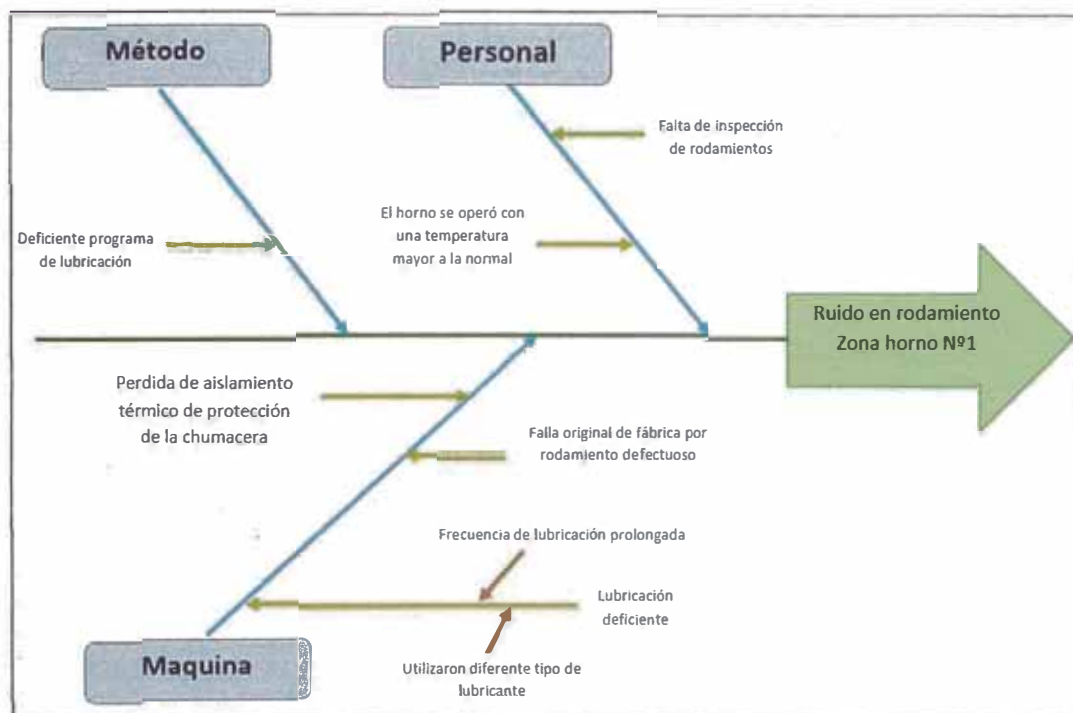 Método
Personal
Falta de inspección
de rodamientos
El horno se operó con
una temperatura
mayor a la normal
Deficiente programa
de lubricación
Ruido en rodamiento
Zona horno Nº1
Perdida de aislamiento
térmico de protección
de la chumacera
Falla original de fábrica por
rodamiento defectuoso
Frecuencia de lubricación prolongada
Lubricación
deficiente
Utilizaron diferente tipo de
lubricante
Maquina